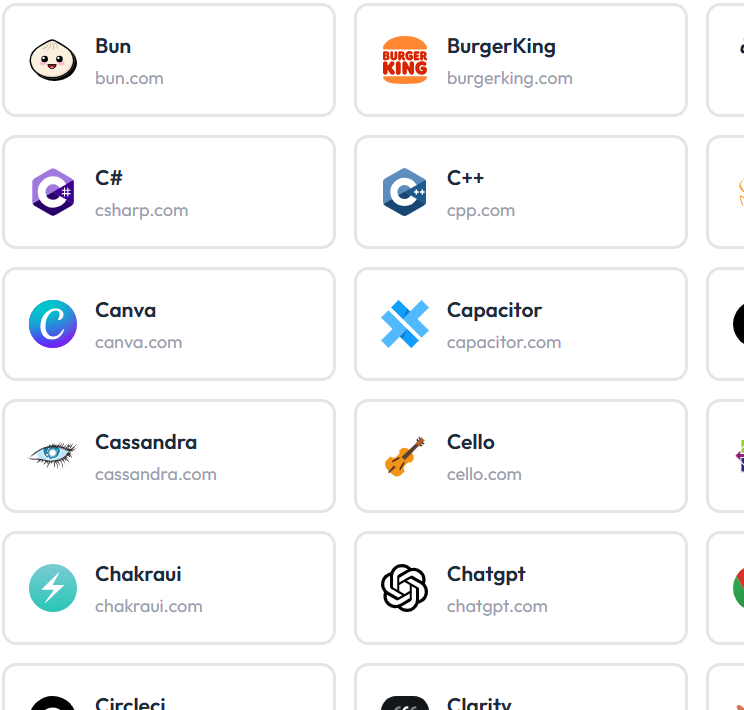 Bun
bun.com
BURGER
KING
BurgerKing
burgerking.com
C#
csharp.com
C++
cpp.com
Canva
canva.com
Capacitor
capacitor.com
Cassandra
cassandra.com
Cello
cello.com
Chakraui
chakraui.com
Chatgpt
chatgpt.com
Circleci
Clarity